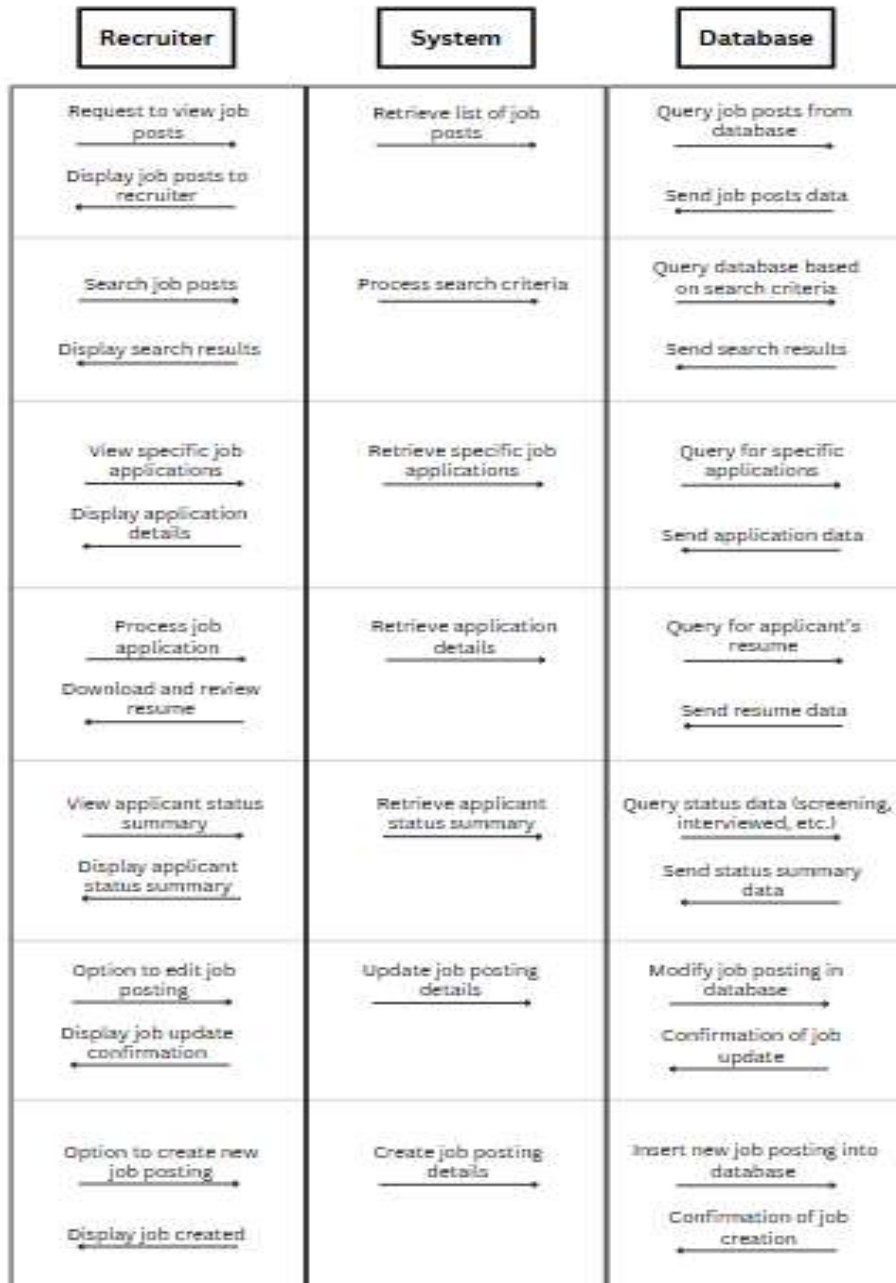 Recruiter
System
Database
Request to view job
posts
Retrieve list of job
posts
Query job posts from
database
Display job posts to
recruiter
Send job posts data
Search job posts
Process search criteria
Query database based
on search criteria
Display search results
Send search results
View specific job
applications
Retrieve specific job
applications
Query for specific
applications
Display application
details
Send application data
Process job
application
Retrieve application
details
Query for applicant's
resume
Download and review
resume
Send resume data
View applicant status
summary
Retrieve applicant
status summary
Query status data (screening,
interviewed, etc.)
Display applicant
status summary
Send status summary
data
Option to edit job
posting
Update job posting
details
Modify job posting in
database
Display job update
confirmation
Confirmation of job
update
Option to create new
job posting
Create job posting
details
Insert new job posting into
database
Display job created
Confirmation of job
creation